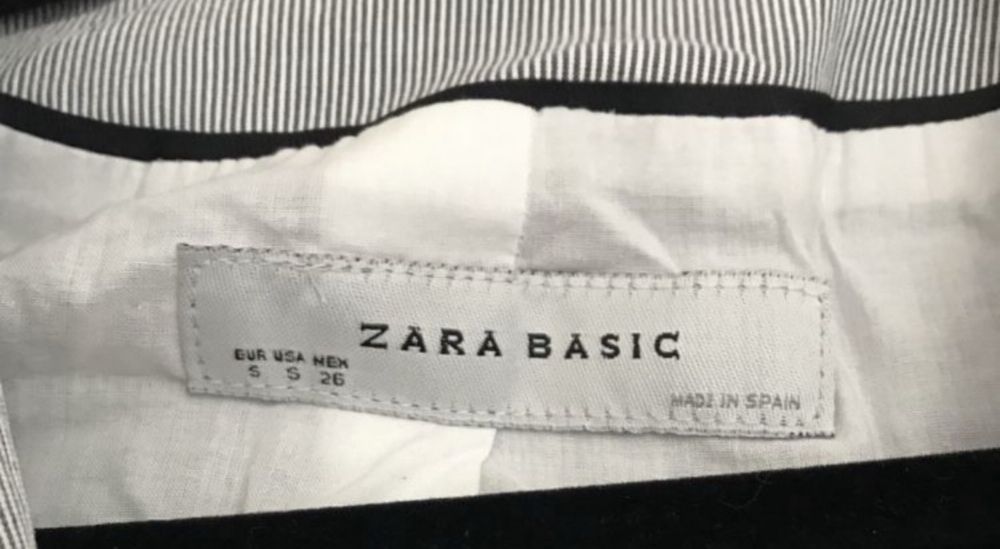 ZARA BASIC
EUR USA MEX
S S 26
MADE IN SPAIN